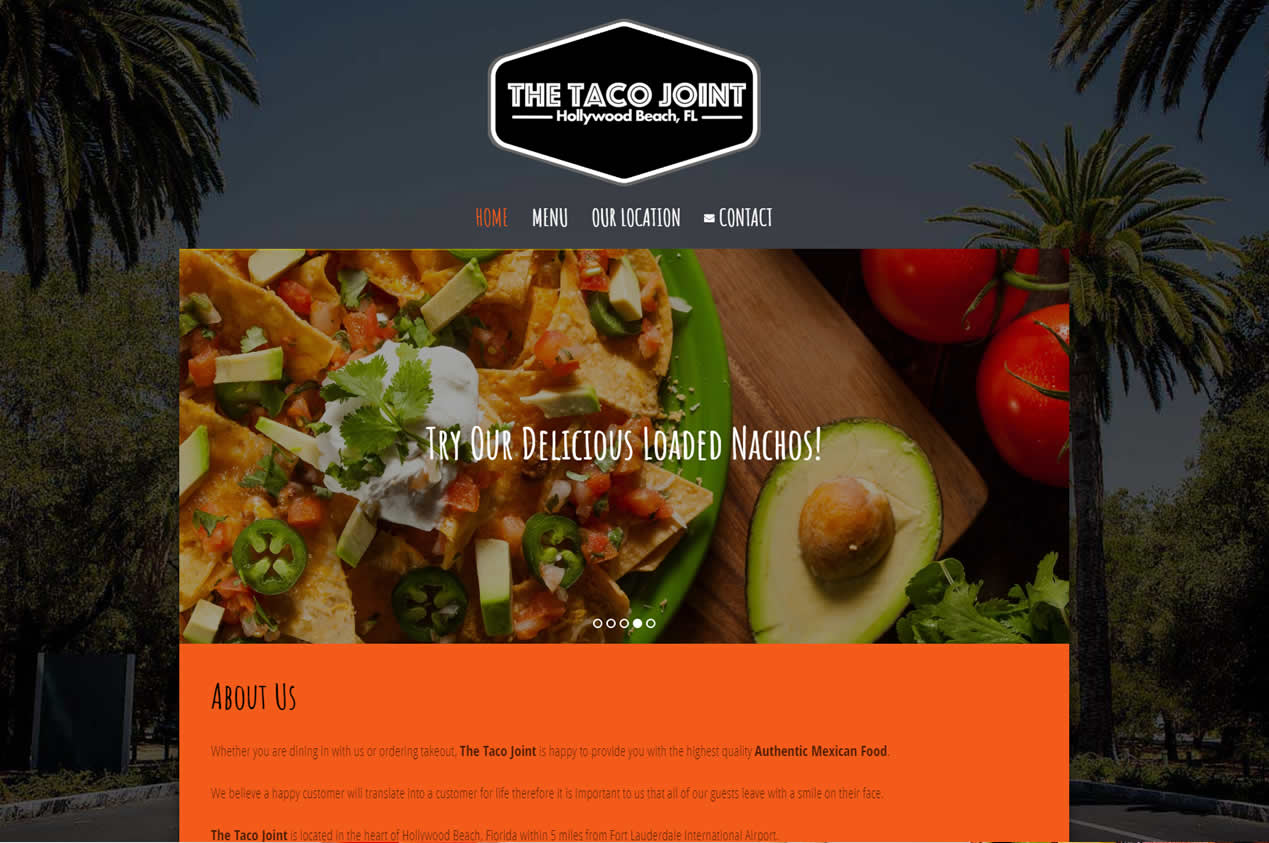 THE TACO JOINT
Hollywood Beach, FL
HOME MENU OUR LOCATION CONTACT
Try Our Delicious Loaded Nachos!
About Us
Whether you are dining in with us or ordering takeout, The Taco Joint is happy to provide you with the highest quality Authentic Mexican Food.
We believe a happy customer will translate into a customer for life therefore it is Important to us that all of our guests leave with a smile on their face.
The Taco Joint is located in the heart of Hollywood Beach, Florida within 5 miles from Fort Lauderdale International Airport.